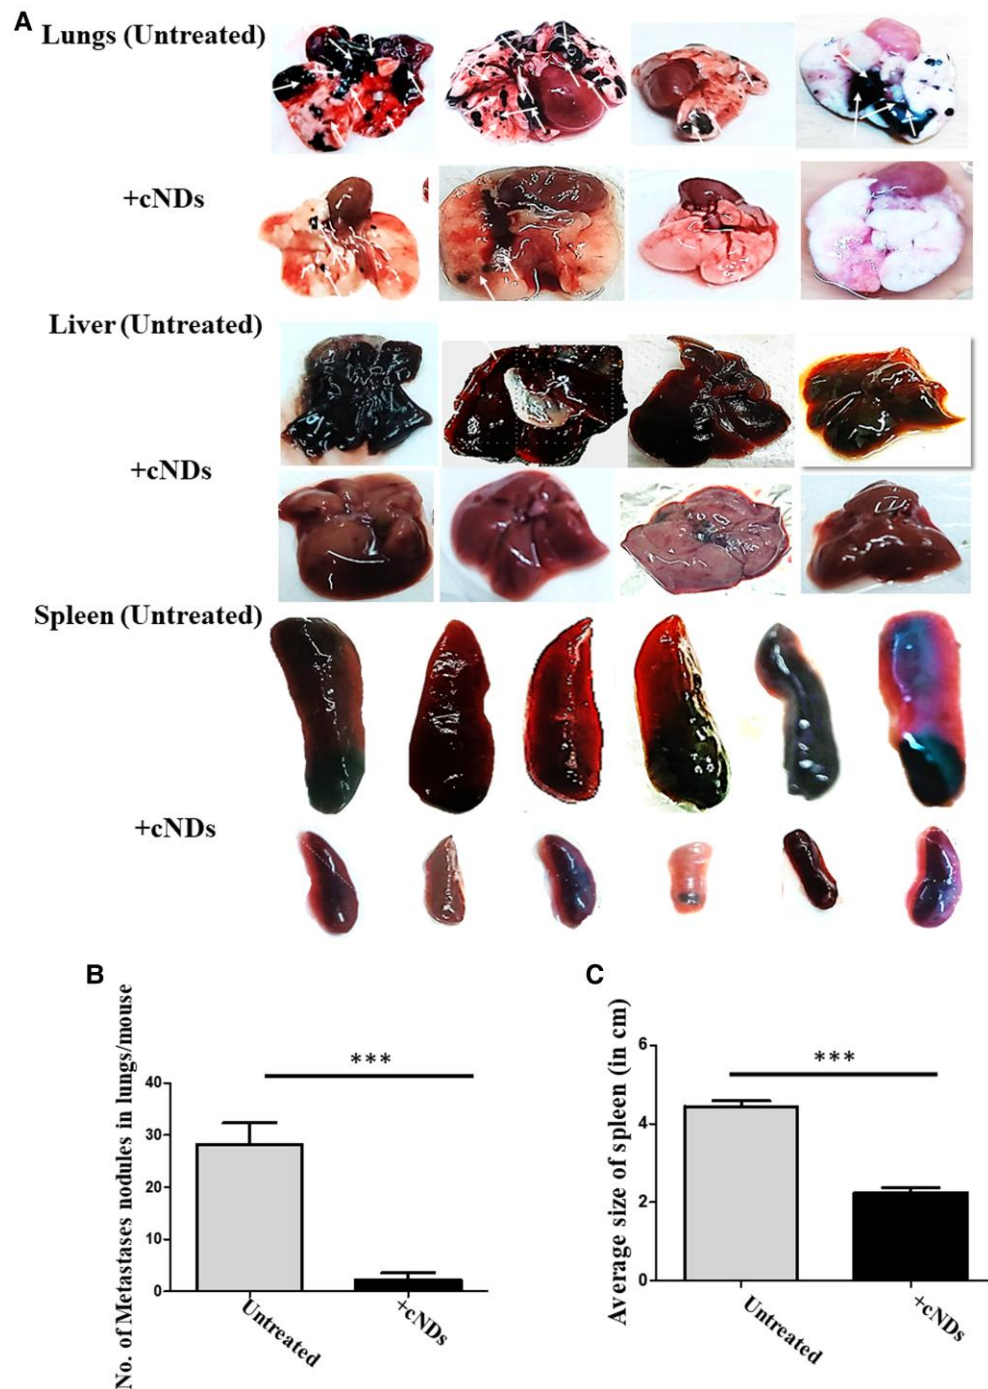 A
Lungs (Untreated)
+cNDs
Liver (Untreated)
+cNDs
Spleen (Untreated)
+cNDs
B
No. of Metastases nodules in lungs/mouse
40
30
20
10
0
***
Untreated
+cNDs
C
Average size of spleen (in cm)
6
4
2
0
***
Untreated
+cNDs